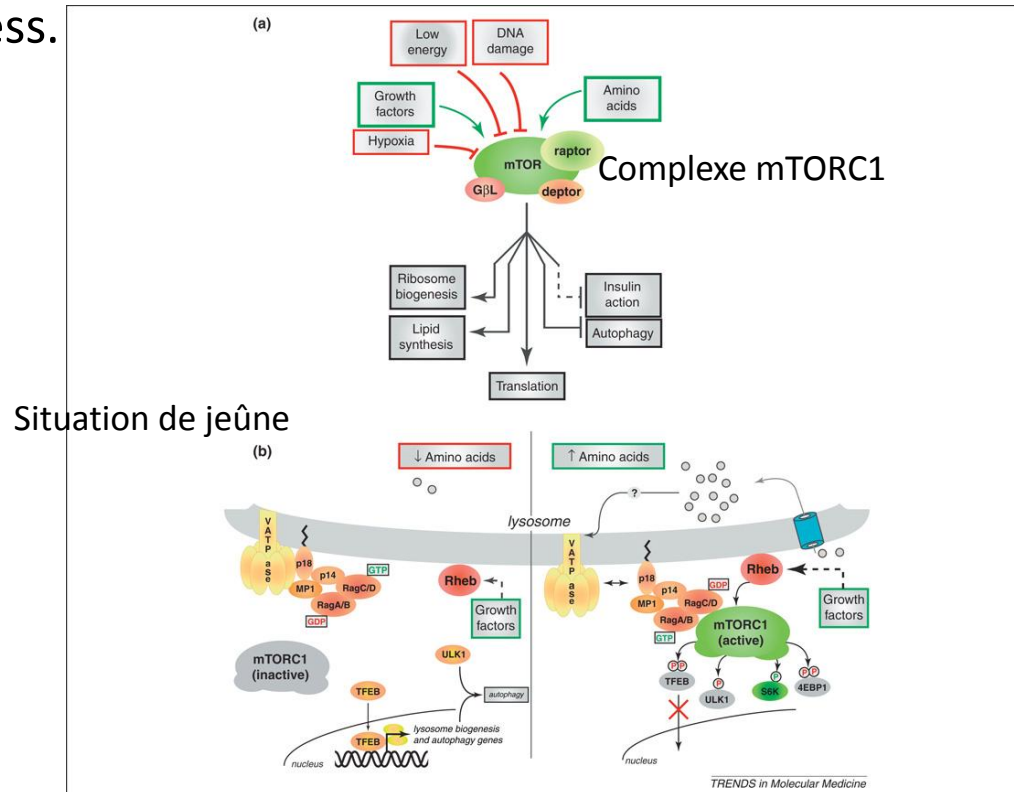 ess.
(a)
Low
energy
DNA
damage
Growth
factors
Amino
acids
Hypoxia
raptor
mTOR
Complexe mTORC1
GβL
deptor
Ribosome
biogenesis
Insulin
action
Lipid
synthesis
Autophagy
Translation
Situation de jeûne
(b)
↓ Amino acids
↑ Amino acids
?
lysosome
V
A
T
P
ase
p18
p14
GTP
MP1
RagC/D
RagA/B
GDP
Rheb
Growth
factors
mTORC1
(inactive)
ULK1
TFEB
autophagy
TFEB
lysosome biogenesis
and autophagy genes
nucleus
V
A
T
P
ase
p18
p14
GDP
MP1
RagC/D
RagA/B
GTP
Rheb
Growth
factors
mTORC1
(active)
P P
P
P
P P
TFEB
ULK1
S6K
4EBP1
nucleus
TRENDS in Molecular Medicine